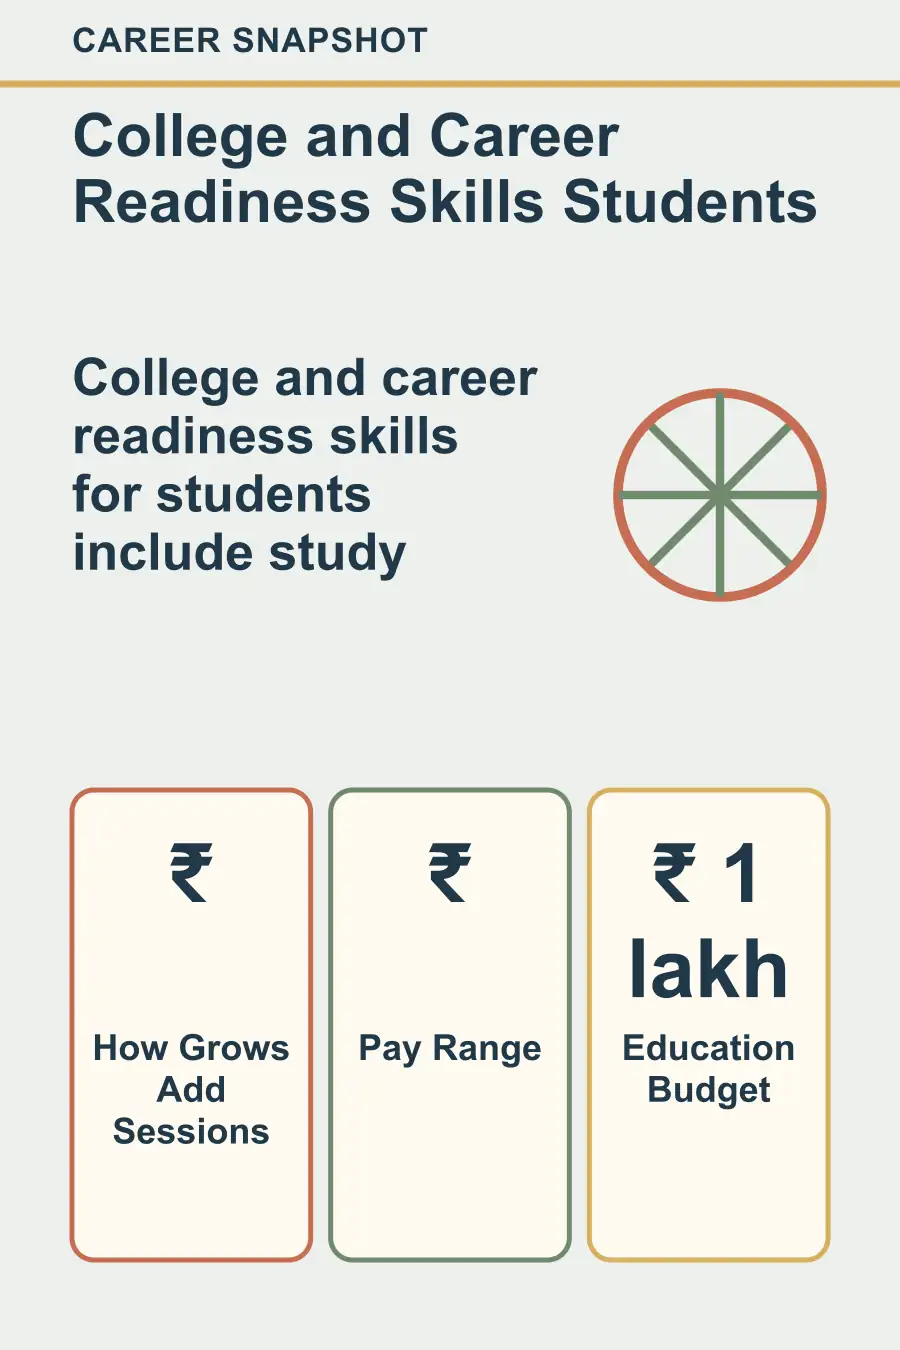 CAREER SNAPSHOT
College and Career
Readiness Skills Students
College and career
readiness skills
for students
include study
₹
How Grows
Add
Sessions
₹
Pay Range
₹ 1
lakh
Education
Budget